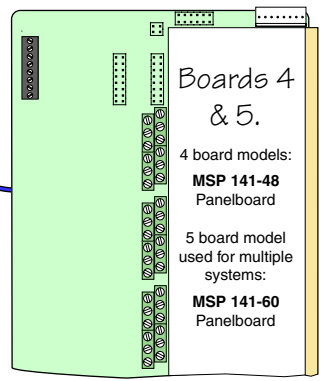 Boards 4
& 5.
4 board models:
MSP 141-48
Panelboard
5 board model
used for multiple
systems:
MSP 141-60
Panelboard